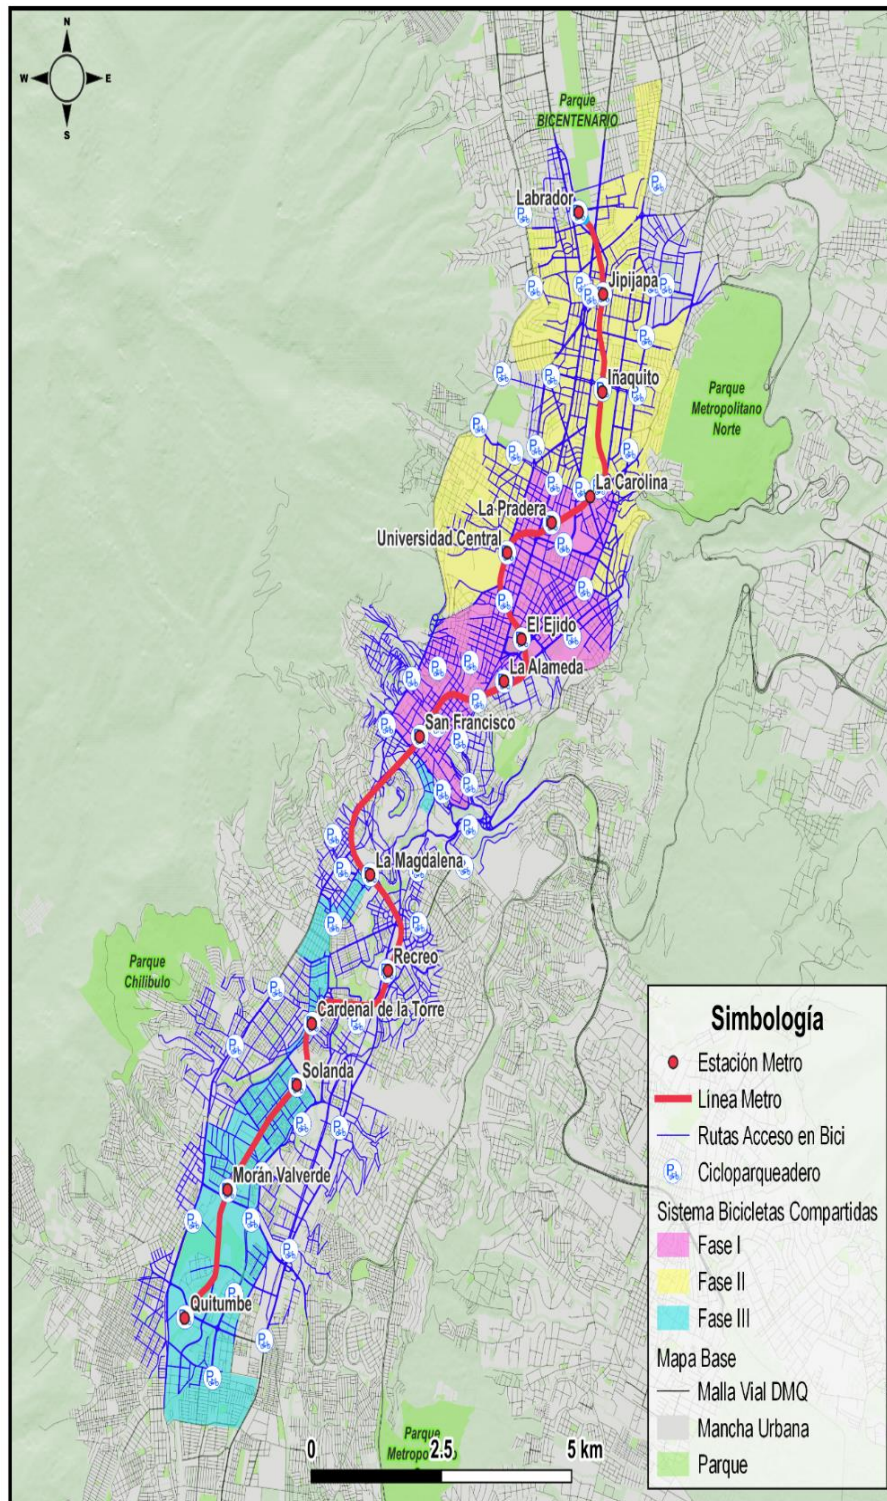 N
W
E
S
Parque
BICENTENARIO
Labrador
Jipijapa
Iñaquito
Parque
Metropolitano
Norte
La Carolina
La Pradera
Universidad Central
El Ejido
La Alameda
San Francisco
La Magdalena
Recreo
Parque
Chilibulo
Cardenal de la Torre
Solanda
Morán Valverde
Quitumbe
Parque
0
2.5
5 km
Simbología
Estación Metro
Línea Metro
Rutas Acceso en Bici
P
Cicloparqueadero
Sistema Bicicletas Compartidas
Fase I
Fase II
Fase III
Mapa Base
Malla Vial DMQ
Mancha Urbana
Parque